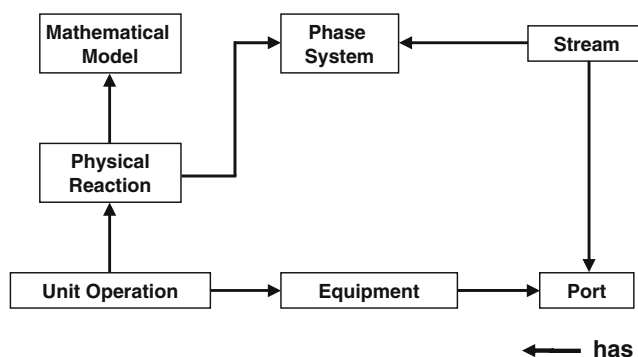 Mathematical
Model
Phase
System
Stream
Physical
Reaction
Unit Operation
Equipment
Port
has